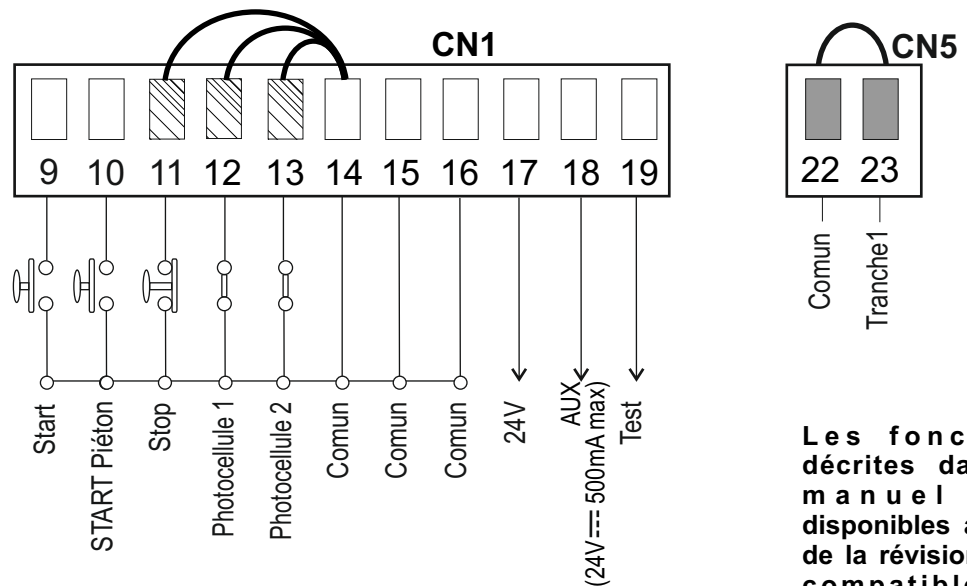 CN1
CN5
9 10 11 12 13 14 15 16 17 18 19
22 23
Comun
Tranche1
Start
START Piéton
Stop
Photocellule 1
Photocellule 2
Comun
Comun
Comun
24V
AUX
(24V⎓ 500mA max)
Test
Les fonc
décrites da
manuel
disponibles a
de la révision
compatible